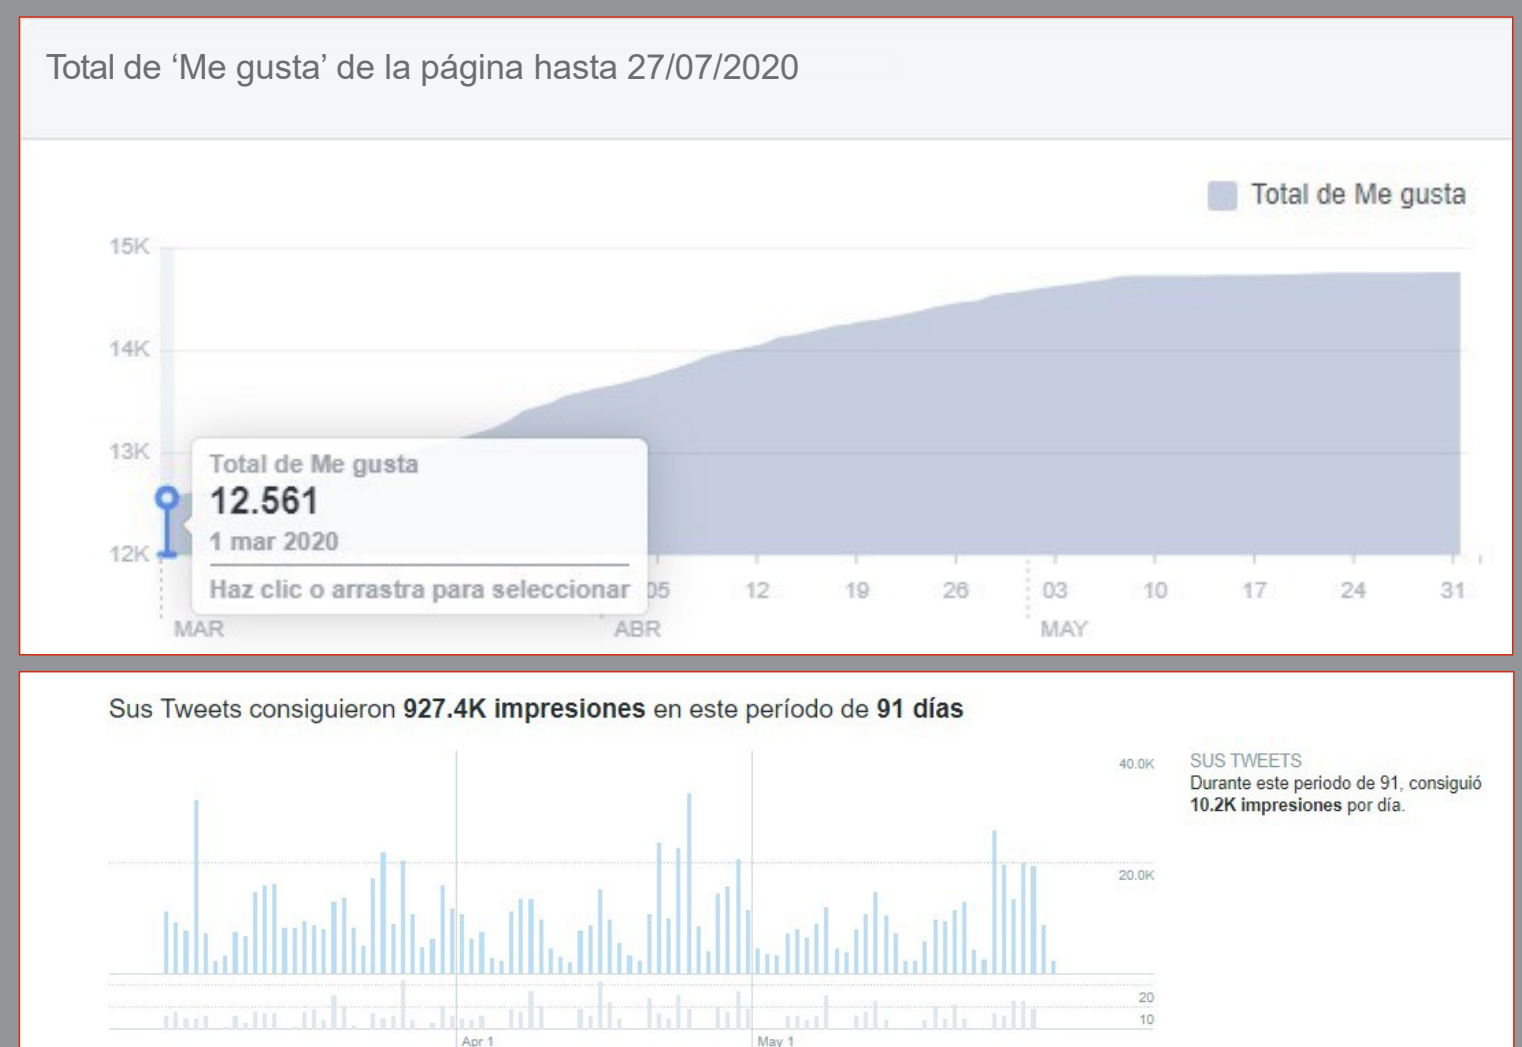 Total de ‘Me gusta’ de la página hasta 27/07/2020
Total de Me gusta
15K
14K
13K
12K
Total de Me gusta
12.561
1 mar 2020
Haz clic o arrastra para seleccionar
05 12 19 26 03 10 17 24 31
MAR ABR MAY
Sus Tweets consiguieron 927.4K impresiones en este período de 91 días
40.0K
20.0K
20
10
Apr 1 May 1
SUS TWEETS
Durante este periodo de 91, consiguió
10.2K impresiones por día.